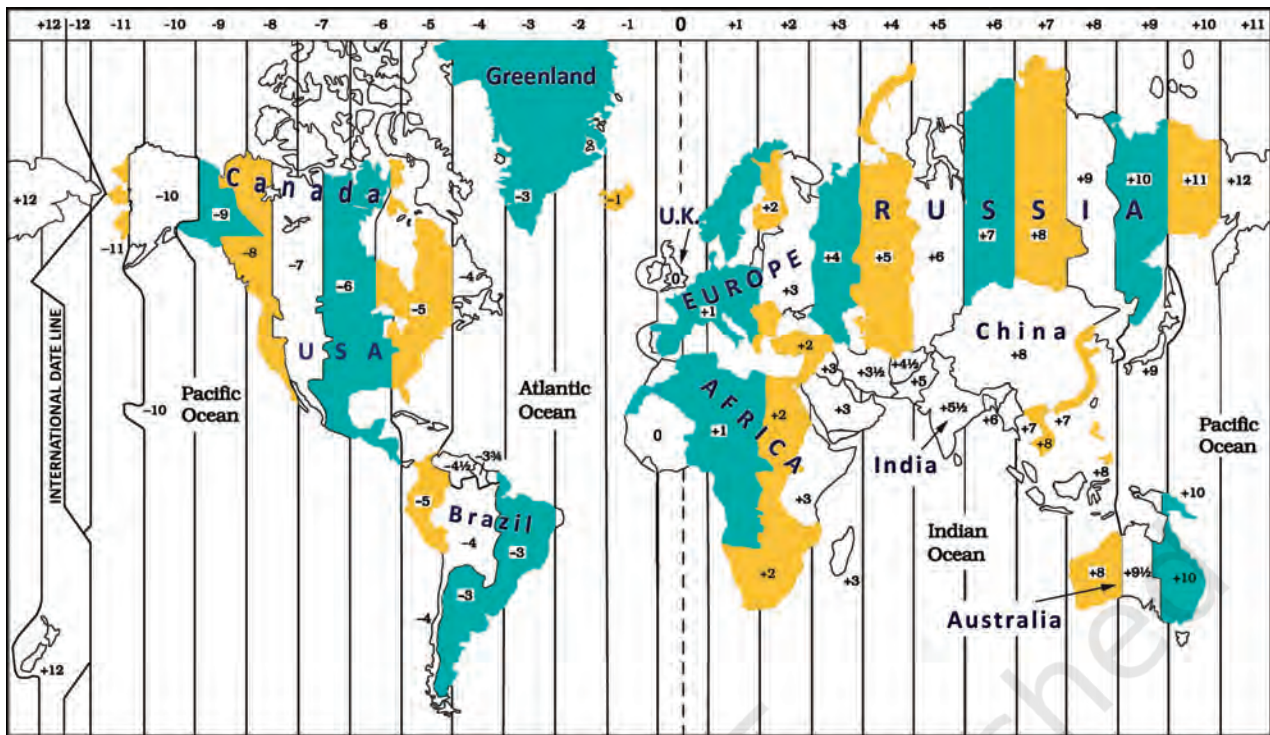 +12 -12 -11 -10 -9 -8 -7 -6 -5 -4 -3 -2 -1 0 +1 +2 +3 +4 +5 +6 +7 +8 +9 +10 +11
Greenland
Canada
RUSSIA
U.K.
EUROPE
+12
-11
-10
-9
-8
-7
-6
-5
-4
-3
-1
0
+1
+2
+3
+4
+5
+6
+7
+8
+9
+10
+11
+12
USA
China
+8
+2
+3
+3½
+4½
+5
+9
INTERNATIONAL DATE LINE
-10
Pacific
Ocean
Atlantic
Ocean
AFRICA
0
+1
+2
+3
+3
+5½
+6
+7
+8
+7
+8
India
Pacific
Ocean
-4½
-3¾
-5
Brazil
-4
-3
-3
-4
+2
+3
+10
Indian
Ocean
+8
+9½
+10
Australia
+12